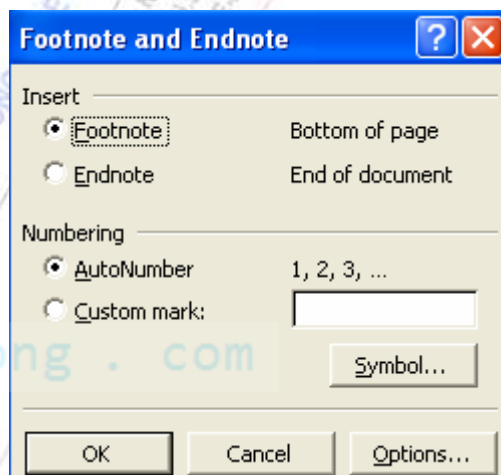 Footnote and Endnote
Insert
Footnote Bottom of page
Endnote End of document
Numbering
AutoNumber 1, 2, 3, ...
Custom mark:
ong . com
Symbol...
OK Cancel Options...